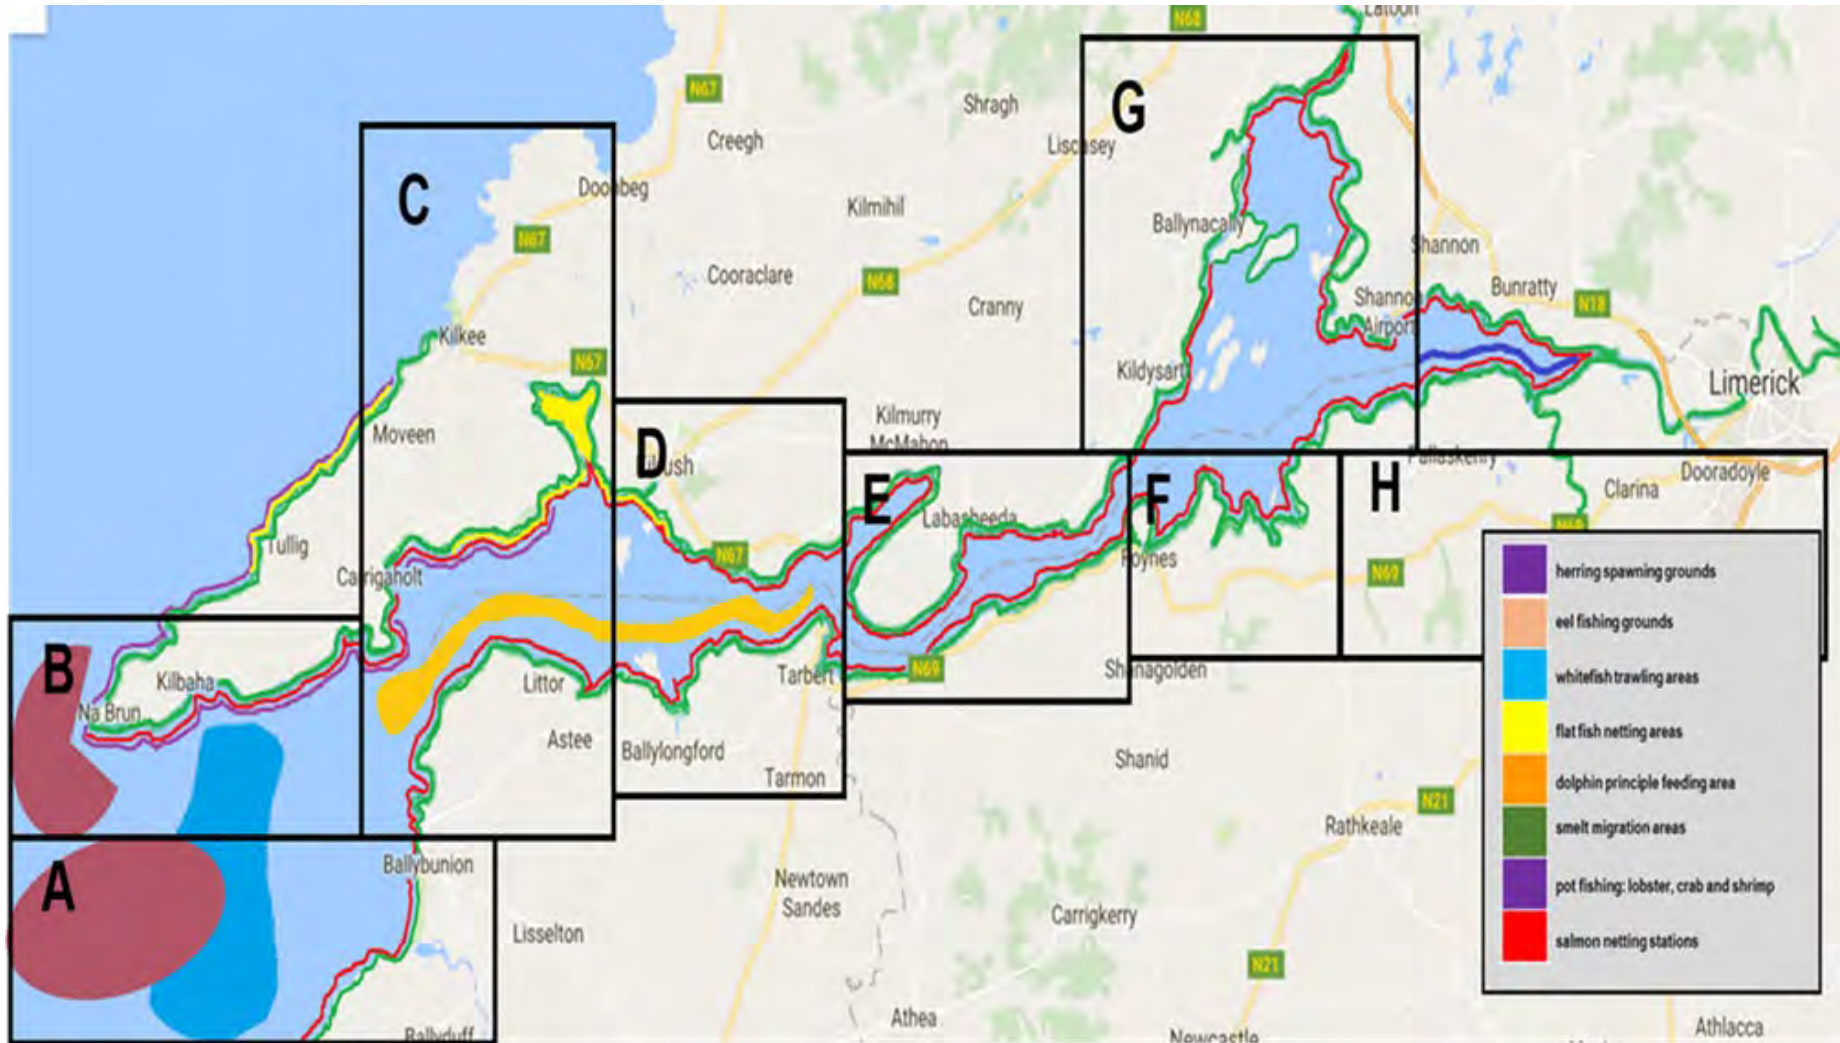 Latoon
N68
N67
G
Shragh
Creegh
Lisscasey
C
Doonbeg
Kilmihil
Ballynacally
N67
Shannon
Cooraclare
N68
Bunratty
Cranny
Shannon
Airport
N18
Kilkee
N67
Kildysart
Limerick
Moveen
Kilmurry
McMahon
D
Kilrush
Pallaskenry
Dooradoyle
E
F
H
Clarina
Labasheeda
N69
Tullig
N67
Foynes
Carrigaholt
N69
B
Kilbaha
Littor
Tarbert
N69
Shanagolden
Na Brun
Astee
Ballylongford
Tarmon
Shanid
N21
Rathkeale
A
Ballybunion
Newtown
Sandes
Carrigkerry
Lisselton
N21
Athea
Ballyduff
Newcastle
Athlacca
herring spawning grounds
eel fishing grounds
whitefish trawling areas
flat fish netting areas
dolphin principle feeding area
smelt migration areas
pot fishing: lobster, crab and shrimp
salmon netting stations